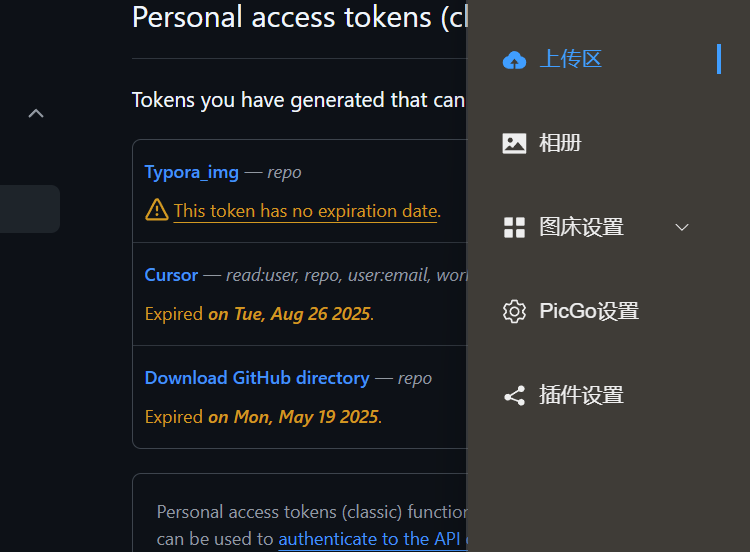 Personal access tokens (cl
Tokens you have generated that can
Typora_img — repo
This token has no expiration date.
Cursor — read:user, repo, user:email, wor
Expired on Tue, Aug 26 2025.
Download GitHub directory — repo
Expired on Mon, May 19 2025.
Personal access tokens (classic) function
can be used to authenticate to the API
上传区
相册
图床设置
PicGo设置
插件设置